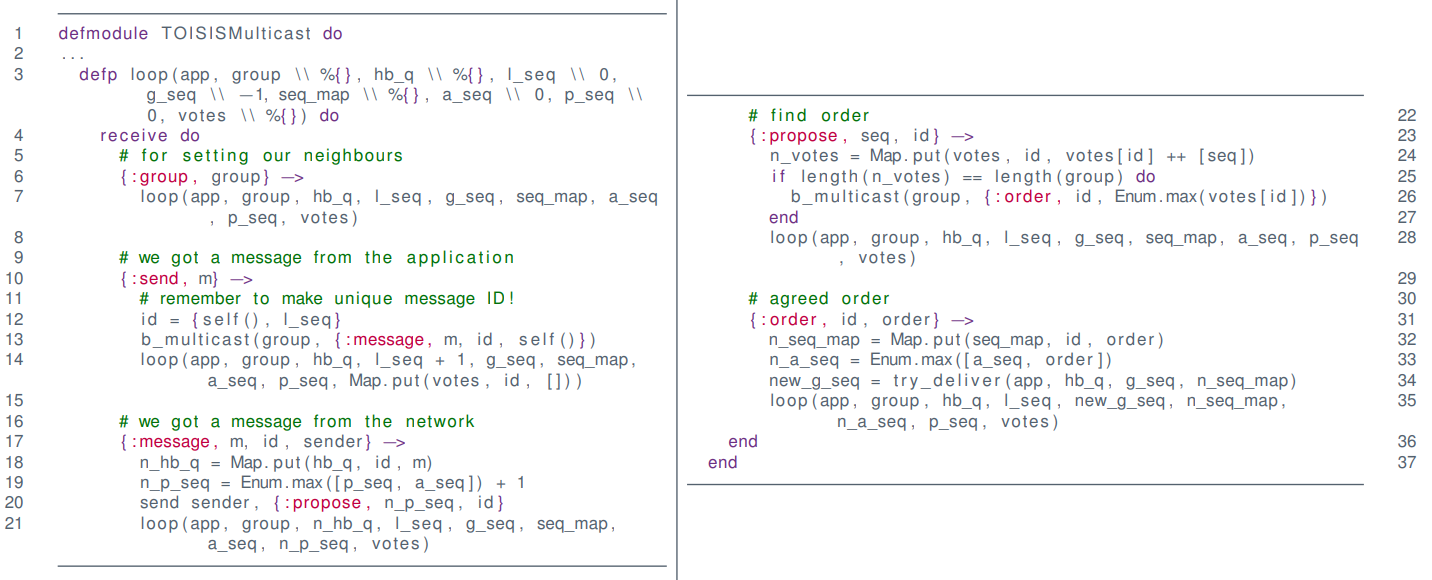 1 defmodule TOISISMulticast do
2 ...
3 defp loop(app, group \\ %{}, hb_q \\ %{}, l_seq \\ 0,
g_seq \\ −1, seq_map \\ %{}, a_seq \\ 0, p_seq \\
0, votes \\ %{}) do
4 receive do
5 # for setting our neighbours
6 {:group, group} −>
7 loop(app, group, hb_q, l_seq, g_seq, seq_map, a_seq
, p_seq, votes)
8
9 # we got a message from the application
10 {:send, m} −>
11 # remember to make unique message ID!
12 id = {self(), l_seq}
13 b_multicast(group, {:message, m, id, self()})
14 loop(app, group, hb_q, l_seq + 1, g_seq, seq_map,
a_seq, p_seq, Map.put(votes, id, []))
15
16 # we got a message from the network
17 {:message, m, id, sender} −>
18 n_hb_q = Map.put(hb_q, id, m)
19 n_p_seq = Enum.max([p_seq, a_seq]) + 1
20 send sender, {:propose, n_p_seq, id}
21 loop(app, group, n_hb_q, l_seq, g_seq, seq_map,
a_seq, n_p_seq, votes)
# find order 22
{:propose, seq, id} −> 23
n_votes = Map.put(votes, id, votes[id] ++ [seq]) 24
if length(n_votes) == length(group) do 25
b_multicast(group, {:order, id, Enum.max(votes[id])}) 26
end 27
loop(app, group, hb_q, l_seq, g_seq, seq_map, a_seq, p_seq 28
, votes)
29
# agreed order 30
{:order, id, order} −> 31
n_seq_map = Map.put(seq_map, id, order) 32
n_a_seq = Enum.max([a_seq, order]) 33
new_g_seq = try_deliver(app, hb_q, g_seq, n_seq_map) 34
loop(app, group, hb_q, l_seq, new_g_seq, n_seq_map, 35
n_a_seq, p_seq, votes)
end 36
end 37